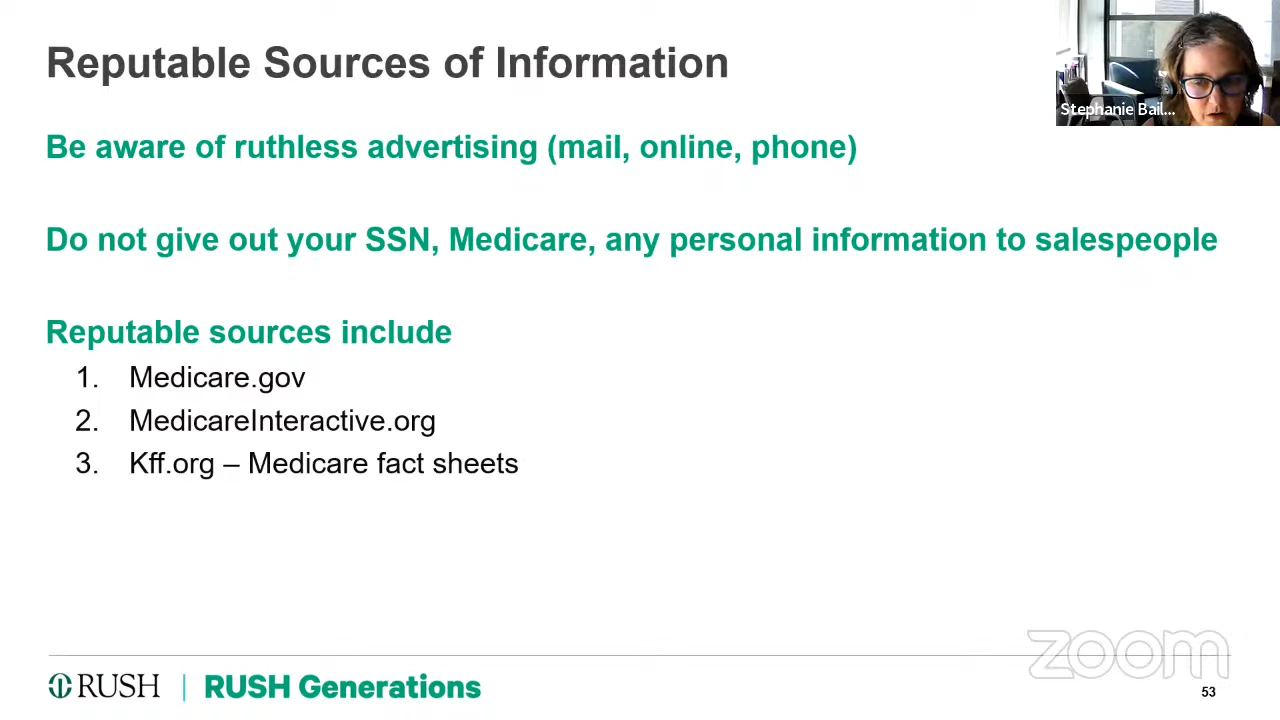 Reputable Sources of Information
Stephanie Bail...
Be aware of ruthless advertising (mail, online, phone)
Do not give out your SSN, Medicare, any personal information to salespeople
Reputable sources include
1. Medicare.gov
2. MedicareInteractive.org
3. Kff.org – Medicare fact sheets
zoom
RUSH | RUSH Generations
53